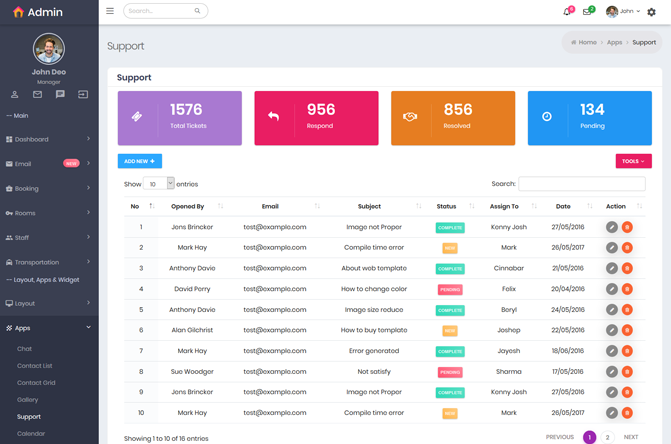 Admin
Search...
6
2
John
John Deo
Manager
-- Main
Dashboard
Email
NEW
Booking
Rooms
Staff
Transportation
-- Layout, Apps & Widget
Layout
Apps
Chat
Contact List
Contact Grid
Gallery
Support
Calendar
Support
Home > Apps > Support
Support
1576
Total Tickets
956
Respond
856
Resolved
134
Pending
ADD NEW +
TOOLS
Show 10 entries
Search:
No Opened By Email Subject Status Assign To Date Action
1 Jons Brincker test@example.com Image not Proper COMPLETE Kenny Josh 27/05/2016
2 Mark Hay test@example.com Compile time error NEW Mark 26/05/2017
3 Anthony Davie test@example.com About web template COMPLETE Cinnabar 21/05/2016
4 David Perry test@example.com How to change color PENDING Felix 20/04/2016
5 Anthony Davie test@example.com Image size reduce COMPLETE Beryl 24/05/2016
6 Alan Gilchrist test@example.com How to buy template NEW Joshep 22/05/2016
7 Mark Hay test@example.com Error generated COMPLETE Jayesh 18/06/2016
8 Sue Woodger test@example.com Not satisfy PENDING Sharma 17/05/2016
9 Jons Brincker test@example.com Image not Proper COMPLETE Kenny Josh 27/05/2016
10 Mark Hay test@example.com Compile time error NEW Mark 26/05/2017
Showing 1 to 10 of 16 entries
PREVIOUS 1 2 NEXT